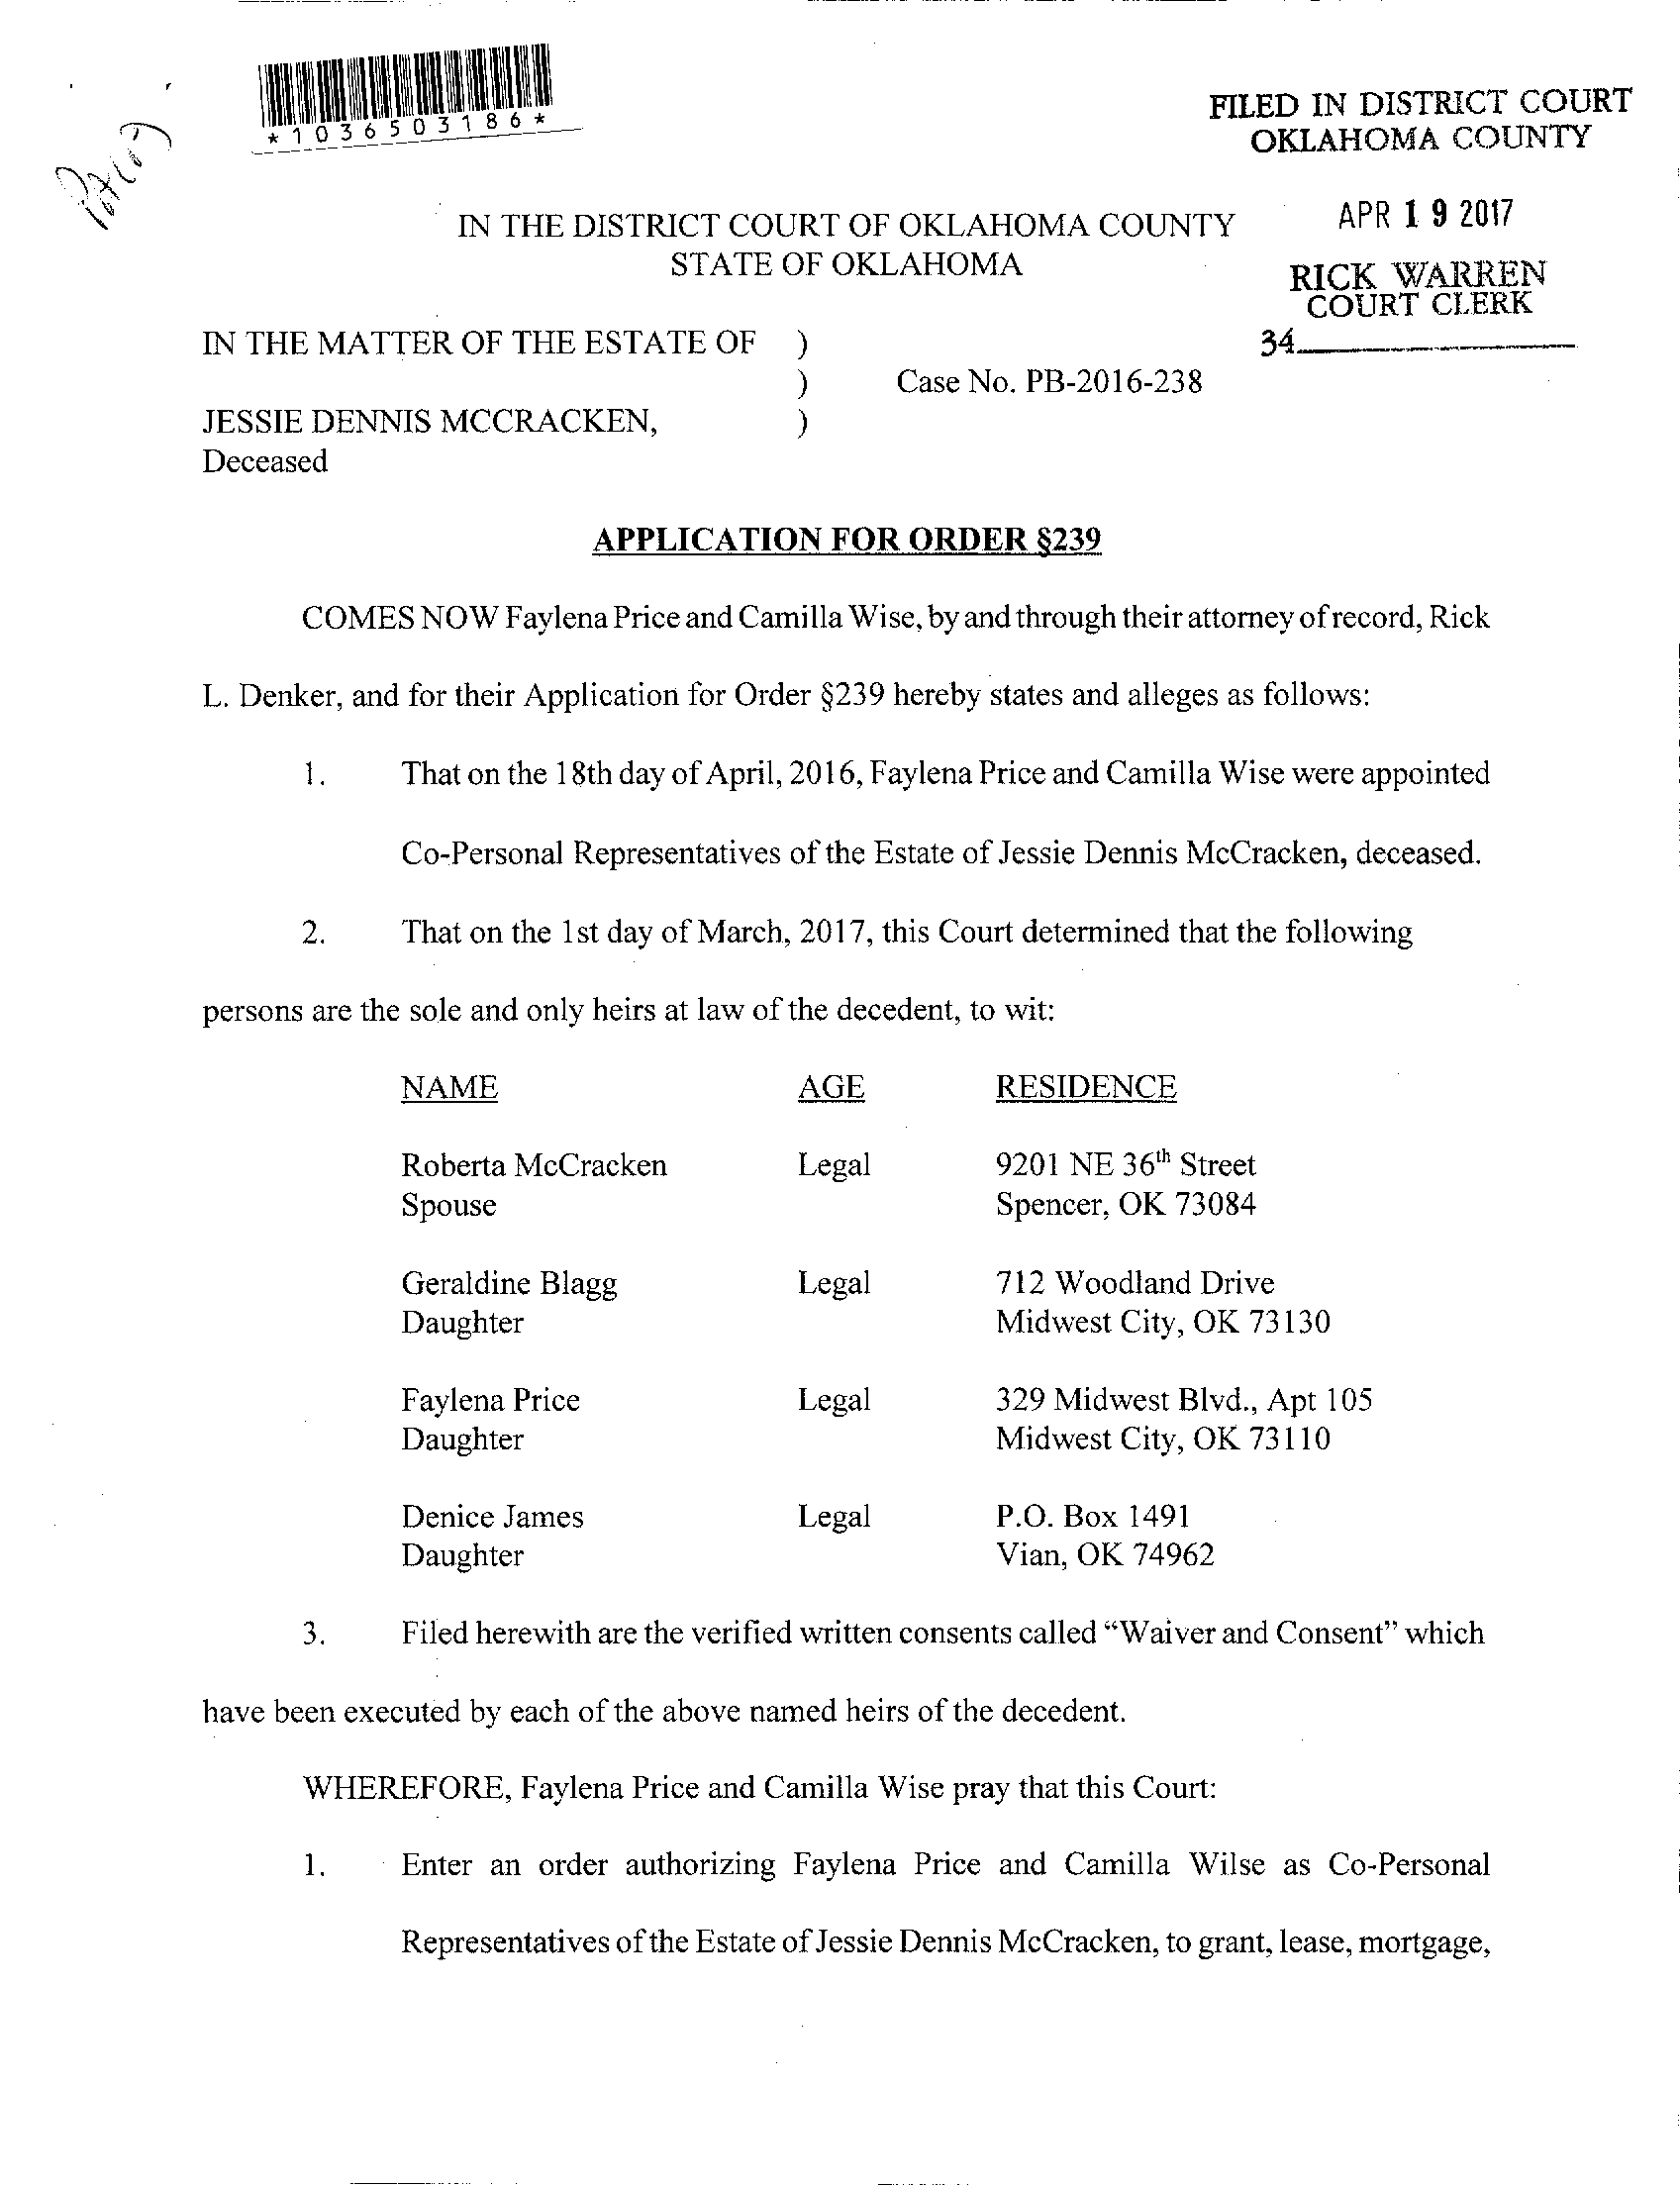 *1036503186*
FILED IN DISTRICT COURT
OKLAHOMA COUNTY
APR 19 2017
RICK WARREN
COURT CLERK
34
IN THE DISTRICT COURT OF OKLAHOMA COUNTY
STATE OF OKLAHOMA
IN THE MATTER OF THE ESTATE OF )
) Case No. PB-2016-238
JESSIE DENNIS MCCRACKEN, )
Deceased
APPLICATION FOR ORDER §239
COMES NOW Faylena Price and Camilla Wise, by and through their attorney of record, Rick
L. Denker, and for their Application for Order §239 hereby states and alleges as follows:
1. That on the 18th day of April, 2016, Faylena Price and Camilla Wise were appointed
Co-Personal Representatives of the Estate of Jessie Dennis McCracken, deceased.
2. That on the 1st day of March, 2017, this Court determined that the following
persons are the sole and only heirs at law of the decedent, to wit:
NAME AGE RESIDENCE
Roberta McCracken Legal 9201 NE 36th Street
Spouse Spencer, OK 73084
Geraldine Blagg Legal 712 Woodland Drive
Daughter Midwest City, OK 73130
Faylena Price Legal 329 Midwest Blvd., Apt 105
Daughter Midwest City, OK 73110
Denice James Legal P.O. Box 1491
Daughter Vian, OK 74962
3. Filed herewith are the verified written consents called “Waiver and Consent” which
have been executed by each of the above named heirs of the decedent.
WHEREFORE, Faylena Price and Camilla Wise pray that this Court:
1. Enter an order authorizing Faylena Price and Camilla Wilse as Co-Personal
Representatives of the Estate of Jessie Dennis McCracken, to grant, lease, mortgage,